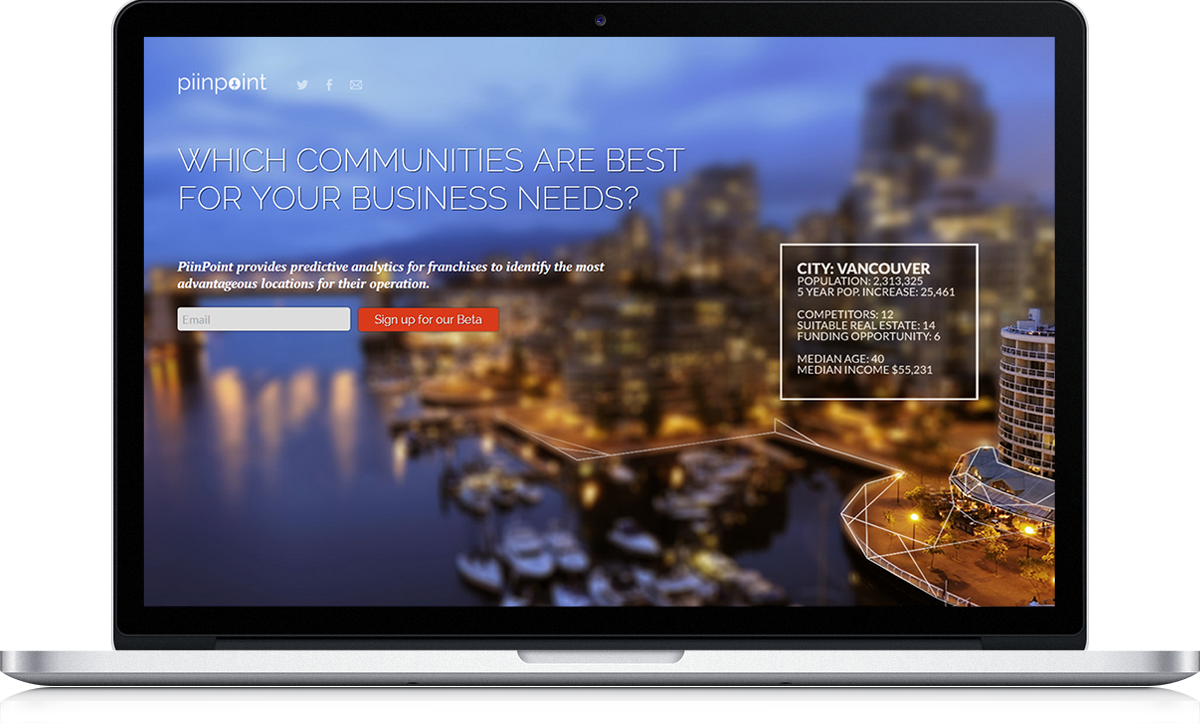 piinpoint
WHICH COMMUNITIES ARE BEST
FOR YOUR BUSINESS NEEDS?
PiinPoint provides predictive analytics for franchises to identify the most
advantageous locations for their operation.
Email
Sign up for our Beta
CITY: VANCOUVER
POPULATION: 2,313,325
5 YEAR POP. INCREASE: 25,461
COMPETITORS: 12
SUITABLE REAL ESTATE: 14
FUNDING OPPORTUNITY: 6
MEDIAN AGE: 40
MEDIAN INCOME $55,231